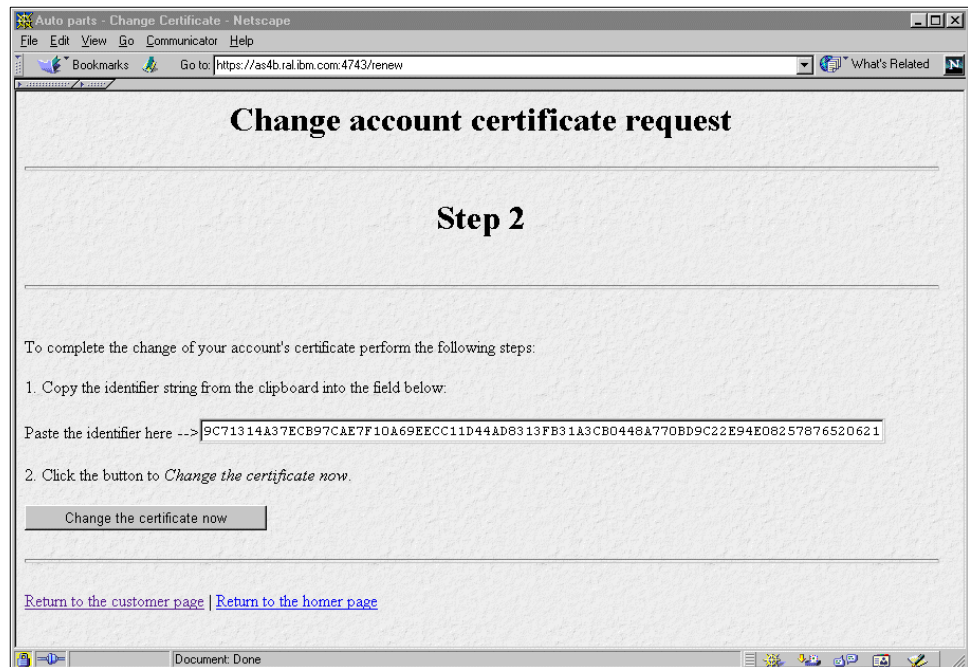 Auto parts - Change Certificate - Netscape
File Edit View Go Communicator Help
Bookmarks Go to: https://as4b.ral.ibm.com:4743/renew What's Related
N
Change account certificate request
Step 2
To complete the change of your account's certificate perform the following steps:
1. Copy the identifier string from the clipboard into the field below:
Paste the identifier here -->9C71314A37ECB97CAE7F10A69EECC11D44AD8313FB31A3CB0448A770BD9C22E94E08257876520621
2. Click the button to Change the certificate now.
Change the certificate now
Return to the customer page | Return to the homer page
Document: Done